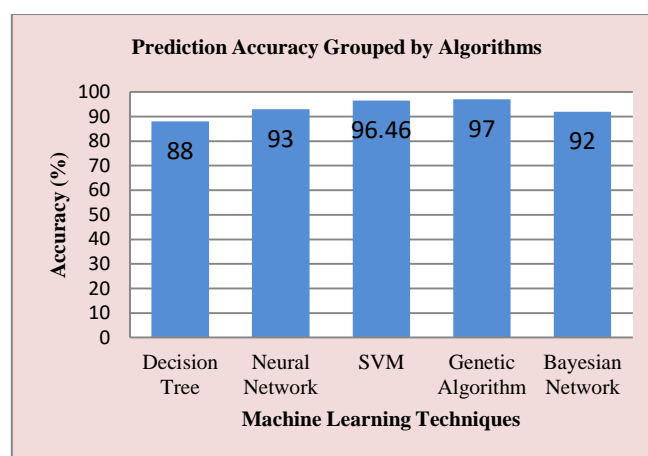 Prediction Accuracy Grouped by Algorithms
100
90
80
70
60
50
40
30
20
10
0
Accuracy (%)
88
93
96.46
97
92
Decision
Tree
Neural
Network
SVM
Genetic
Algorithm
Bayesian
Network
Machine Learning Techniques